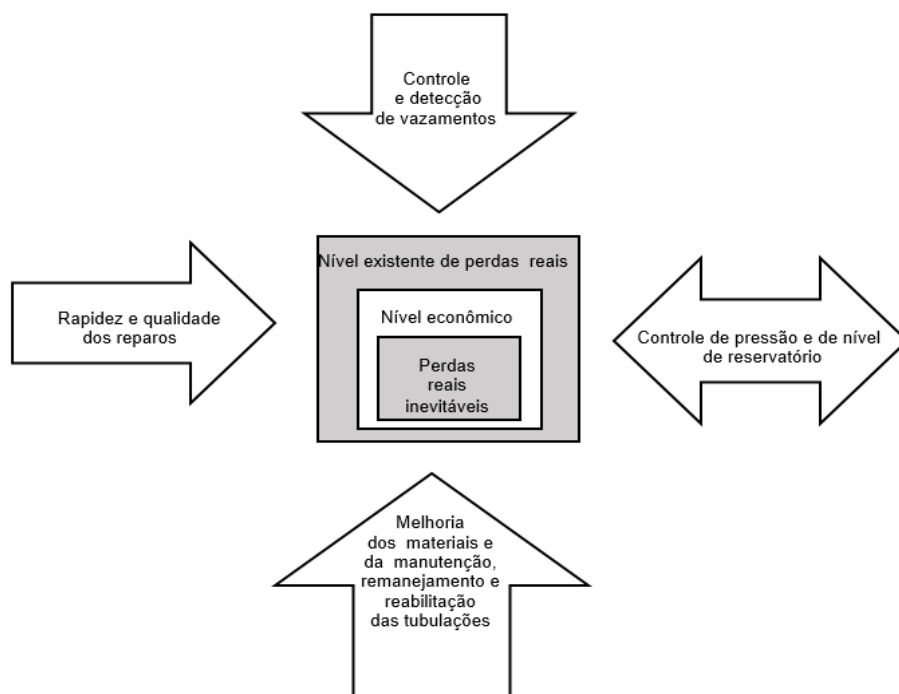 Controle
e detecção
de vazamentos
Nível existente de perdas reais
Rapidez e qualidade
dos reparos
Nível econômico
Controle de pressão e de nível
de reservatório
Perdas
reais
inevitáveis
Melhoria
dos materiais e
da manutenção,
remanejamento e
reabilitação
das tubulações